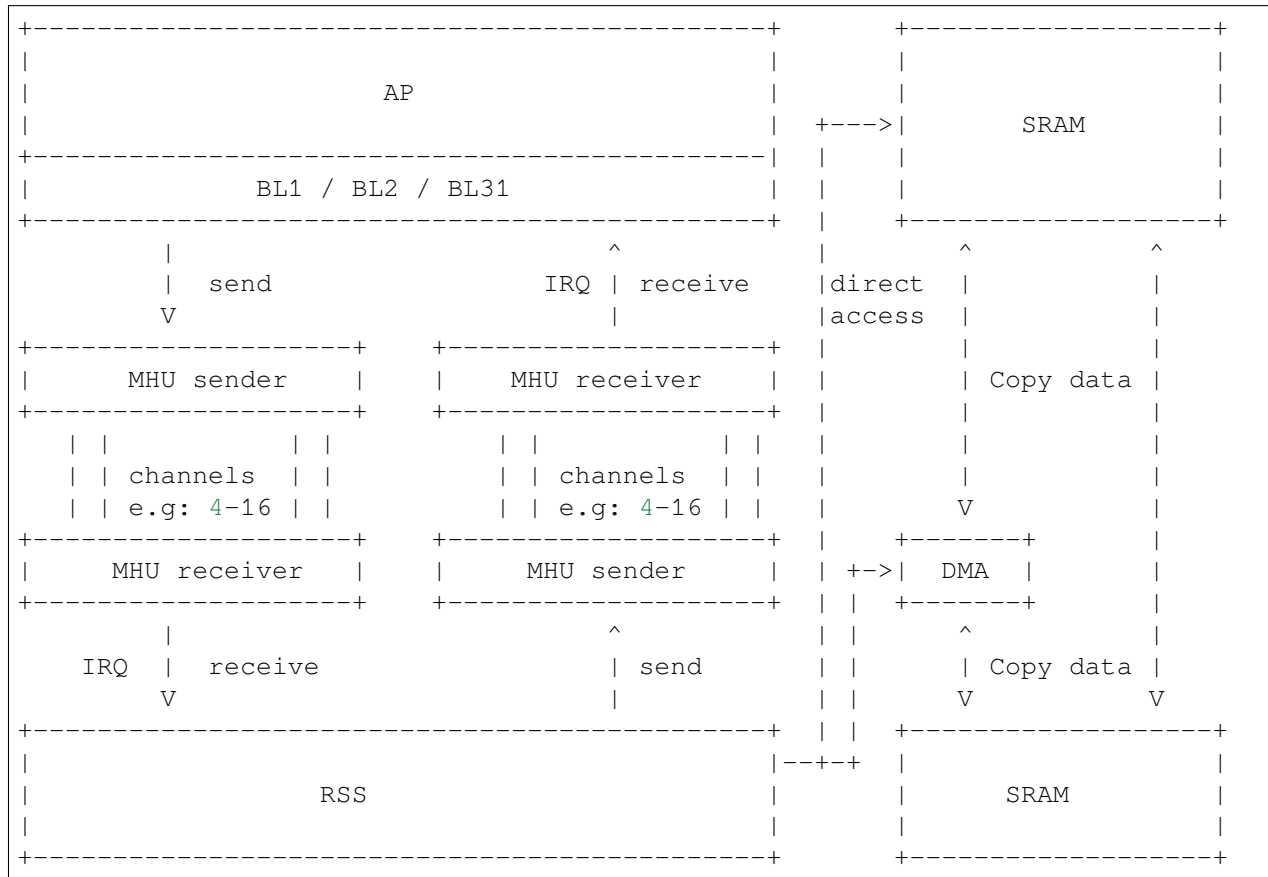 AP
SRAM
BL1 / BL2 / BL31
send IRQ receive direct
access
MHU sender MHU receiver Copy data
channels channels
e.g: 4-16 e.g: 4-16
MHU receiver MHU sender DMA
IRQ receive send Copy data
RSS SRAM